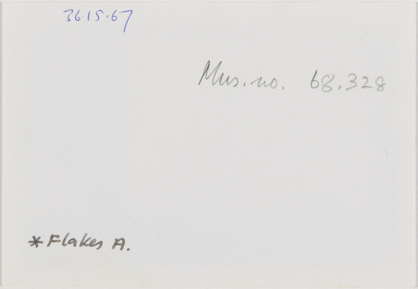 3615.67
Mus. no. 68.328
*Flakes A.